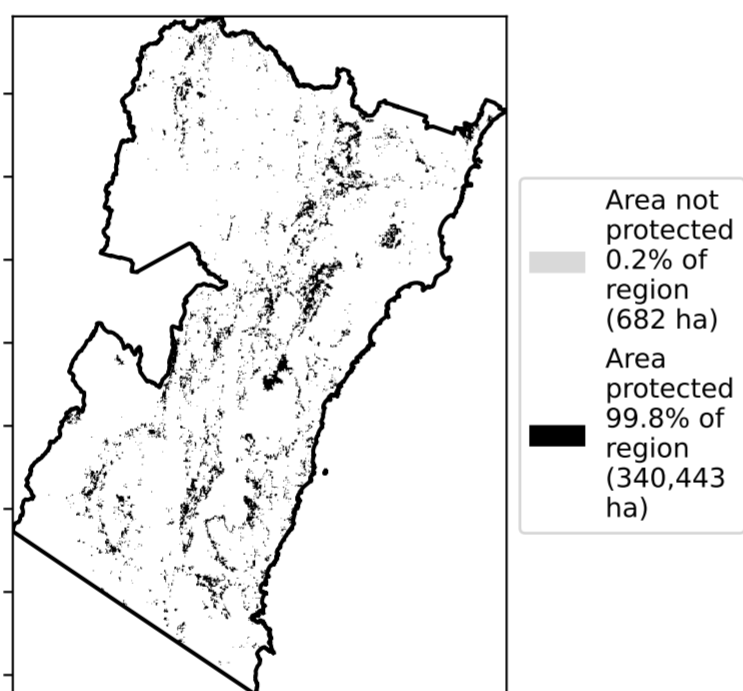 Area not
protected
0.2% of
region
(682 ha)
Area
protected
99.8% of
region
(340,443
ha)